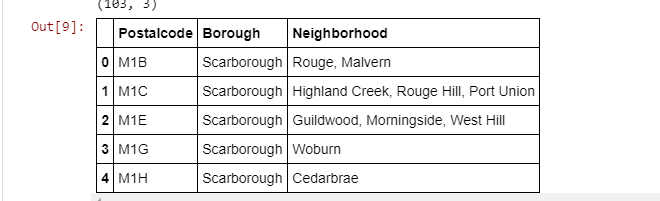 (103, 3)
Out[9]:
Postalcode Borough Neighborhood
0 M1B Scarborough Rouge, Malvern
1 M1C Scarborough Highland Creek, Rouge Hill, Port Union
2 M1E Scarborough Guildwood, Morningside, West Hill
3 M1G Scarborough Woburn
4 M1H Scarborough Cedarbrae